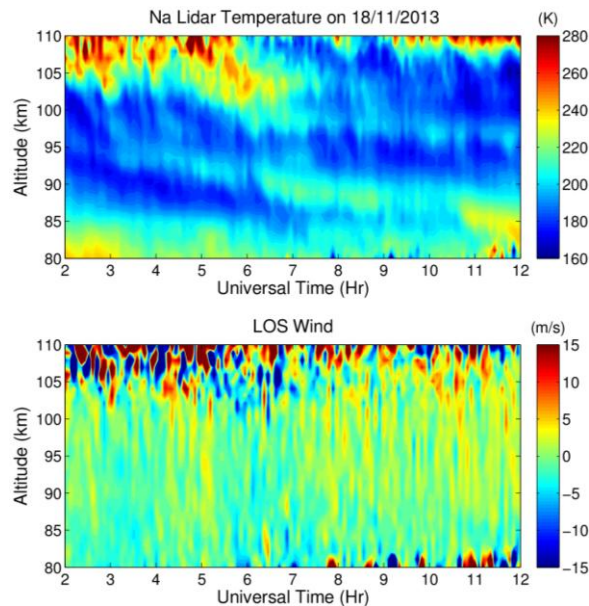 Na Lidar Temperature on 18/11/2013
(K)
110
105
100
95
90
85
80
Altitude (km)
280
260
240
220
200
180
160
2 3 4 5 6 7 8 9 10 11 12
Universal Time (Hr)
LOS Wind
(m/s)
110
105
100
95
90
85
80
Altitude (km)
15
10
5
0
−5
−10
−15
2 3 4 5 6 7 8 9 10 11 12
Universal Time (Hr)